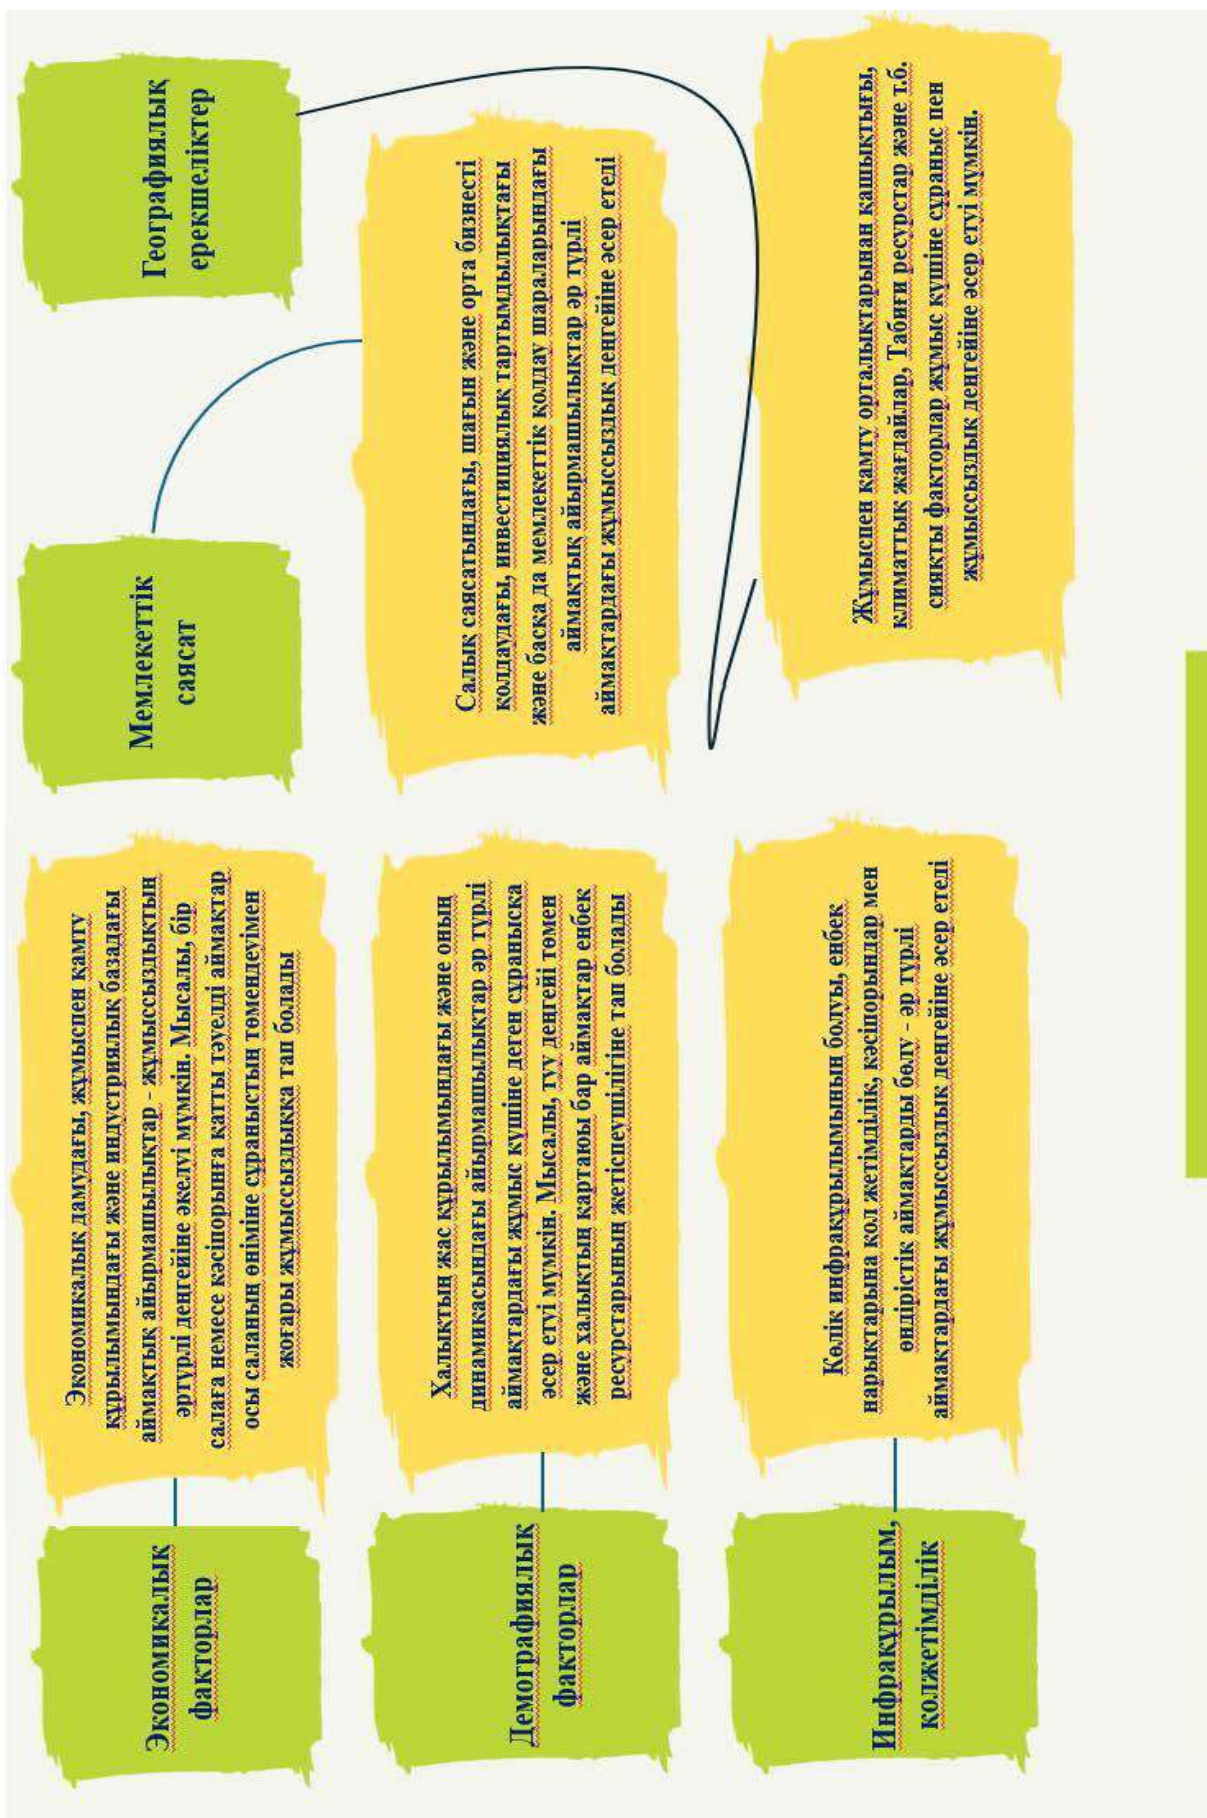 Экономикалық
факторлар
Экономикалық дамудағы, жұмыспен қамту
құрылымындағы және индустриялық базадағы
аймақтық айырмашылықтар - жұмыссыздықтың
әртүрлі деңгейіне әкелуі мүмкін. Мысалы, бір
салаға немесе кәсіпорынға қатты тәуелді аймақтар
осы саланың өніміне сұраныстың төмендеуімен
жоғары жұмыссыздыққа тап болады
Демографиялық
факторлар
Халықтың жас құрылымындағы және оның
динамикасындағы айырмашылықтар әр түрлі
аймақтардағы жұмыс күшіне деген сұранысқа
әсер етуі мүмкін. Мысалы, туу деңгейі төмен
және халықтың қартаюы бар аймақтар еңбек
ресурстарының жетіспеушілігіне тап болады
Инфрақұрылым,
қолжетімділік
Көлік инфрақұрылымының болуы, еңбек
нарықтарына қол жетімділік, кәсіпорындар мен
өндірістік аймақтарды бөлу - әр түрлі
аймақтардағы жұмыссыздық деңгейіне әсер етеді
Мемлекеттік
саясат
Географиялық
ерекшеліктер
Салық саясатындағы, шағын және орта бизнесті
қолдаудағы, инвестициялық тартымдылықтағы
және басқа да мемлекеттік қолдау шараларындағы
аймақтық айырмашылықтар әр түрлі
аймақтардағы жұмыссыздық деңгейіне әсер етеді
Жұмыспен қамту орталықтарынан қашықтығы,
климаттық жағдайлар, Табиғи ресурстар және т.б.
сияқты факторлар жұмыс күшіне сұраныс пен
жұмыссыздық деңгейіне әсер етуі мүмкін.